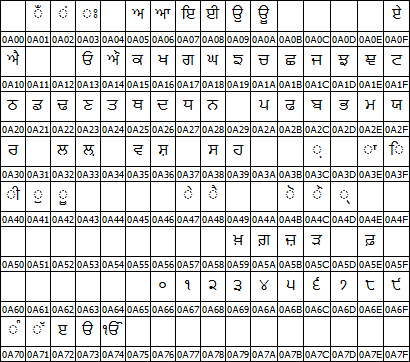 ◌ਁ ◌ਂ ◌ਃ ਅ ਆ ਇ ਈ ਉ ਊ ਏ
0A00 0A01 0A02 0A03 0A04 0A05 0A06 0A07 0A08 0A09 0A0A 0A0B 0A0C 0A0D 0A0E 0A0F
ਐ ਓ ਔ ਕ ਖ ਗ ਘ ਙ ਚ ਛ ਜ ਝ ਞ ਟ
0A10 0A11 0A12 0A13 0A14 0A15 0A16 0A17 0A18 0A19 0A1A 0A1B 0A1C 0A1D 0A1E 0A1F
ਠ ਡ ਢ ਣ ਤ ਥ ਦ ਧ ਨ ਪ ਫ ਬ ਭ ਮ ਯ
0A20 0A21 0A22 0A23 0A24 0A25 0A26 0A27 0A28 0A29 0A2A 0A2B 0A2C 0A2D 0A2E 0A2F
ਰ ਲ ਲ਼ ਵ ਸ਼ ਸ ਹ ◌਼ ◌ਾ ◌ਿ
0A30 0A31 0A32 0A33 0A34 0A35 0A36 0A37 0A38 0A39 0A3A 0A3B 0A3C 0A3D 0A3E 0A3F
◌ੀ ◌ੁ ◌ੂ ◌ੇ ◌ੈ ◌ੋ ◌ੌ ◌੍
0A40 0A41 0A42 0A43 0A44 0A45 0A46 0A47 0A48 0A49 0A4A 0A4B 0A4C 0A4D 0A4E 0A4F
ਖ਼ ਗ਼ ਜ਼ ੜ ਫ਼
0A50 0A51 0A52 0A53 0A54 0A55 0A56 0A57 0A58 0A59 0A5A 0A5B 0A5C 0A5D 0A5E 0A5F
੦ ੧ ੨ ੩ ੪ ੫ ੬ ੭ ੮ ੯
0A60 0A61 0A62 0A63 0A64 0A65 0A66 0A67 0A68 0A69 0A6A 0A6B 0A6C 0A6D 0A6E 0A6F
◌ੰ ◌ੱ ੲ ੳ ੴ
0A70 0A71 0A72 0A73 0A74 0A75 0A76 0A77 0A78 0A79 0A7A 0A7B 0A7C 0A7D 0A7E 0A7F